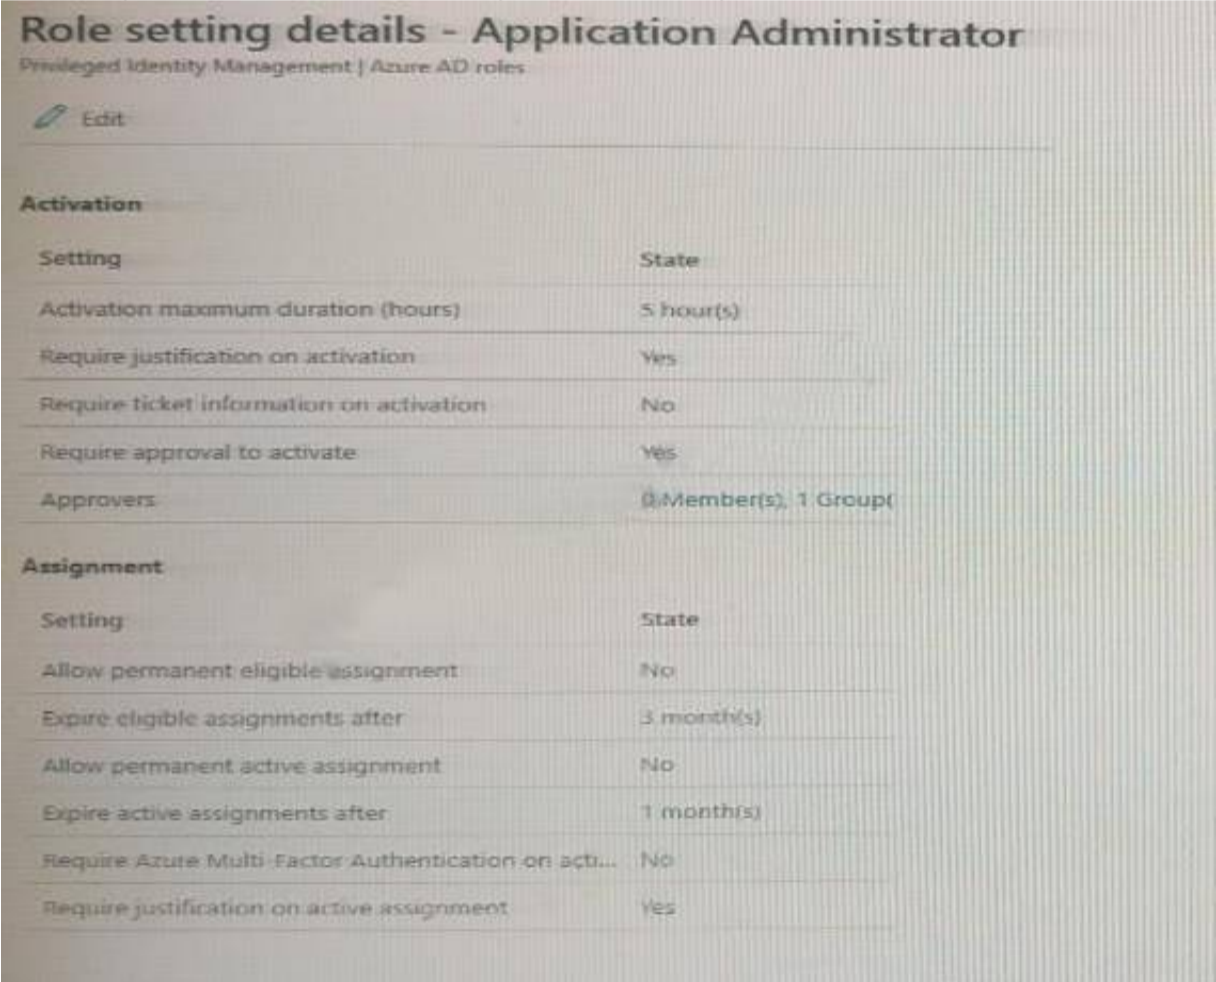 Role setting details - Application Administrator
Privileged Identity Management | Azure AD roles
Edit
Activation
Setting State
Activation maximum duration (hours) 5 hour(s)
Require justification on activation Yes
Require ticket information on activation No
Require approval to activate Yes
Approvers 0 Member(s), 1 Group(
Assignment
Setting State
Allow permanent eligible assignment No
Expire eligible assignments after 3 month(s)
Allow permanent active assignment No
Expire active assignments after 1 month(s)
Require Azure Multi-Factor Authentication on acti... No
Require justification on active assignment Yes